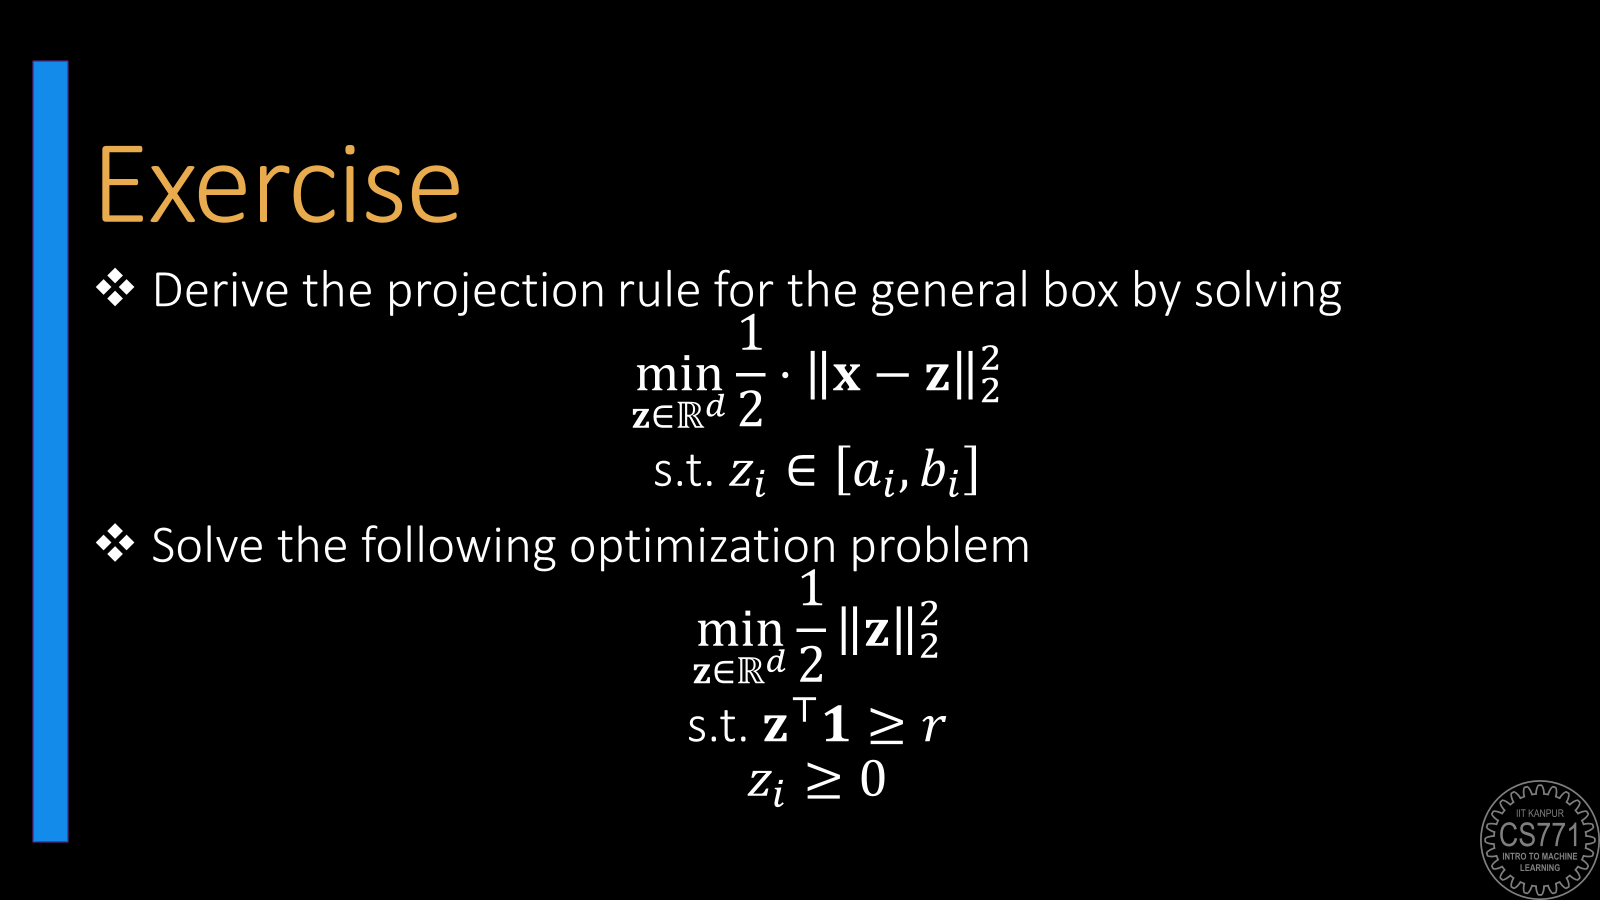 Exercise
❖ Derive the projection rule for the general box by solving
min_{𝐳∈ℝ^d} 1/2 · ‖𝐱 − 𝐳‖_2^2
s.t. z_i ∈ [a_i, b_i]
❖ Solve the following optimization problem
min_{𝐳∈ℝ^d} 1/2 ‖𝐳‖_2^2
s.t. 𝐳^⊤𝟏 ≥ r
z_i ≥ 0
IIT KANPUR
CS771
INTRO TO MACHINE
LEARNING